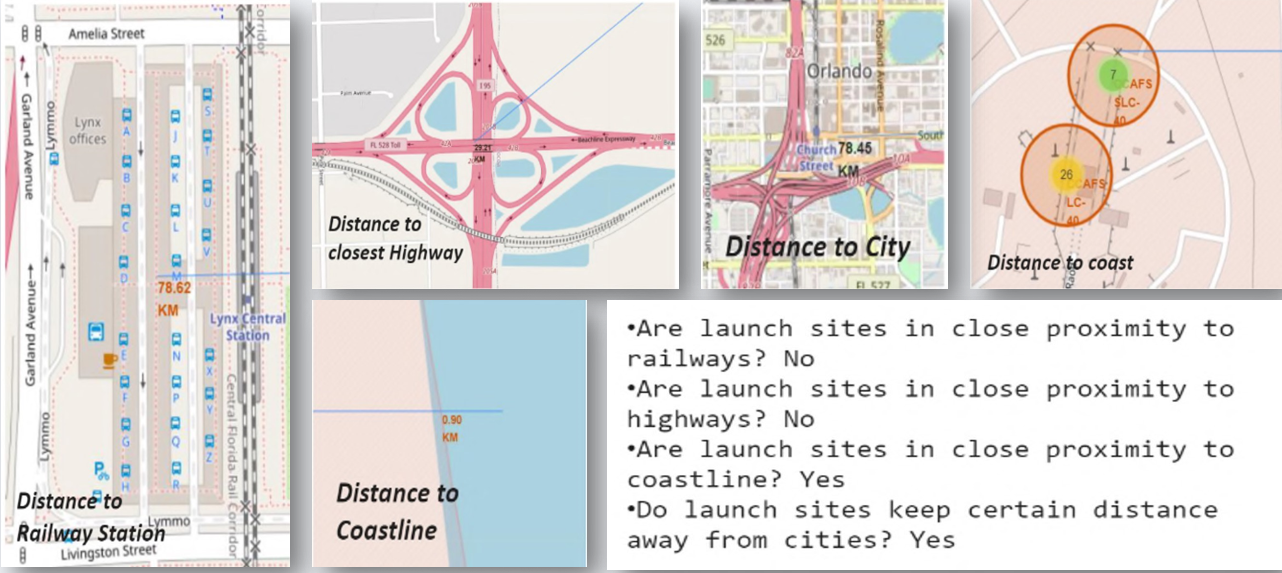 Amelia Street
Corridor
Garland Avenue
Lymmo
Lynx
offices
A
B
C
D
E
F
G
H
J
K
L
M
N
P
Q
R
S
T
U
V
X
Y
Z
78.62
KM
Lynx Central
Station
Garland Avenue
Lymmo
Central Florida Rail Corridor
P
Distance to
Railway Station
Lymmo
Livingston Street
I 95
FL 528 Toll
29.21
KM
Beachline Expressway
Distance to
closest Highway
526
82A
Orlando
Rosalind Avenue
Church
Street
78.45
KM
South
10A
10B
Parramore Avenue
Distance to City
FL 527
7
CCAFS
SLC-
40
26
CCAFS
LC-
40
Distance to coast
0.90
KM
Distance to
Coastline
•Are launch sites in close proximity to
railways? No
•Are launch sites in close proximity to
highways? No
•Are launch sites in close proximity to
coastline? Yes
•Do launch sites keep certain distance
away from cities? Yes